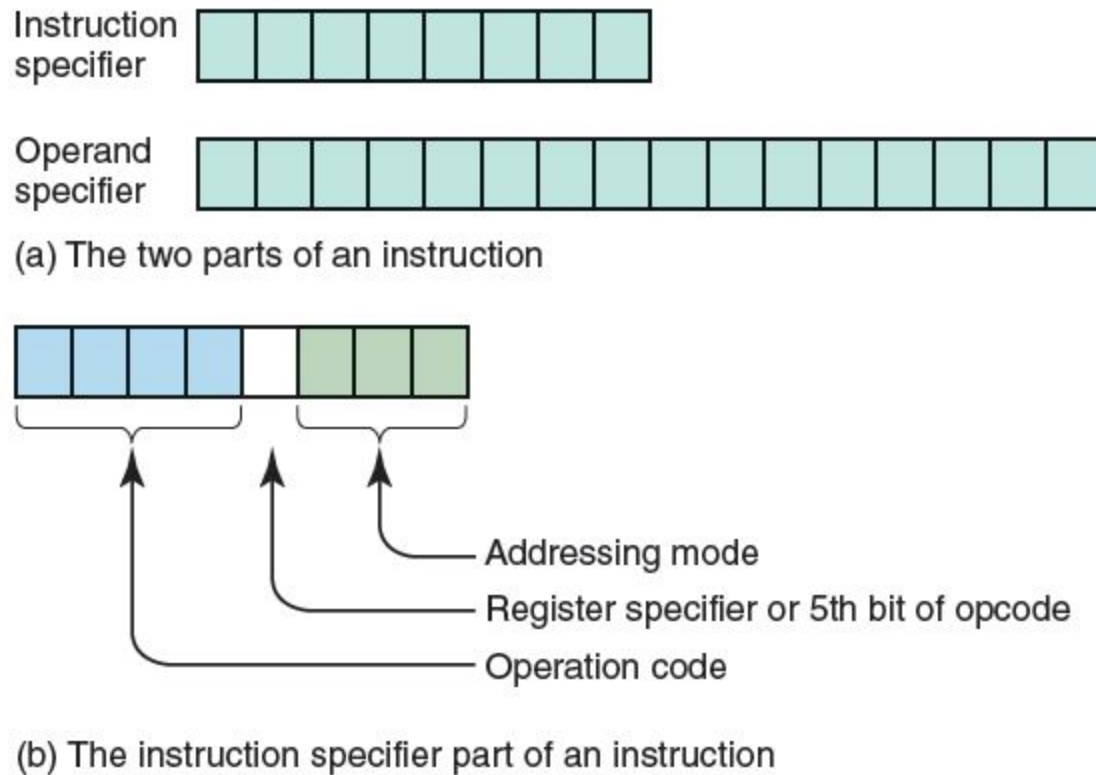 Instruction
specifier
Operand
specifier
(a) The two parts of an instruction
Addressing mode
Register specifier or 5th bit of opcode
Operation code
(b) The instruction specifier part of an instruction